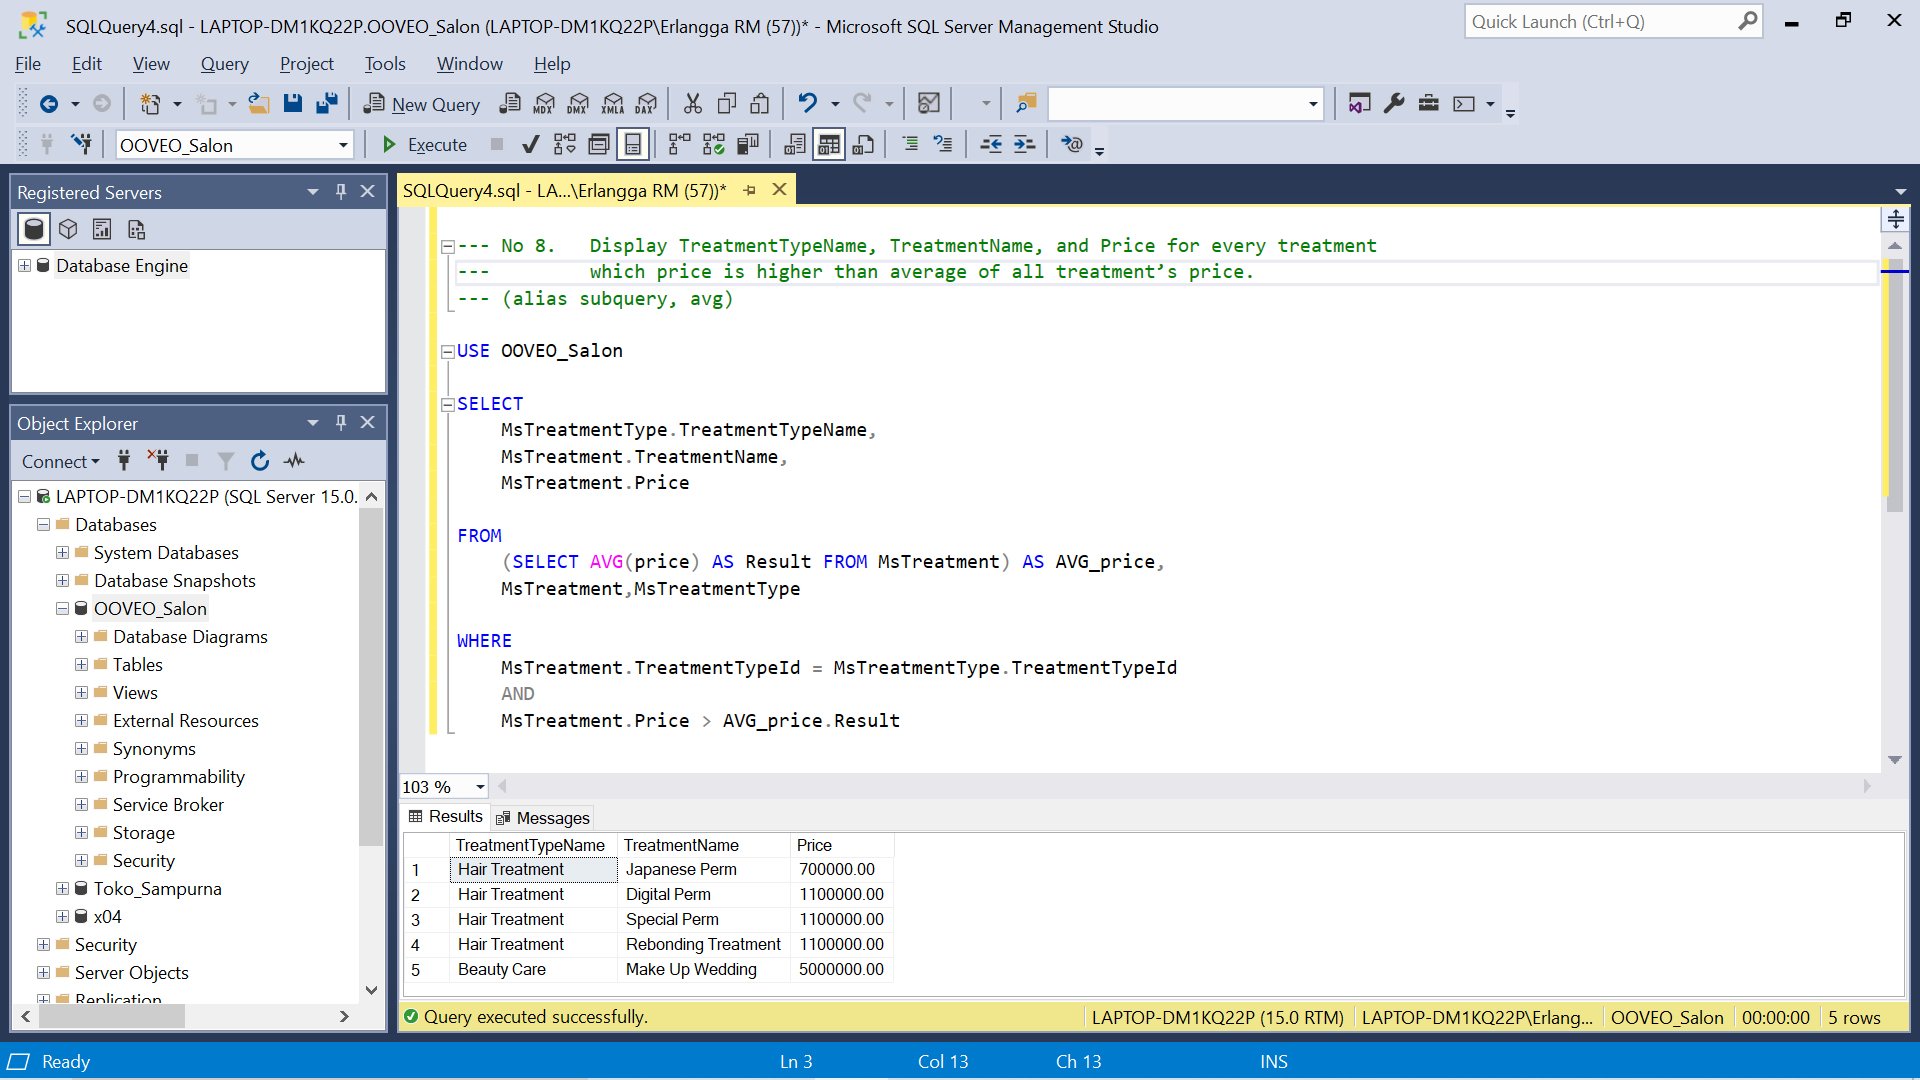 SQLQuery4.sql - LAPTOP-DM1KQ22P.OOVEO_Salon (LAPTOP-DM1KQ22P\Erlangga RM (57))* - Microsoft SQL Server Management Studio
Quick Launch (Ctrl+Q)
File Edit View Query Project Tools Window Help
New Query MDX DMX XMLA DAX
OOVEO_Salon Execute
Registered Servers
Database Engine
Object Explorer
Connect
LAPTOP-DM1KQ22P (SQL Server 15.0.
Databases
System Databases
Database Snapshots
OOVEO_Salon
Database Diagrams
Tables
Views
External Resources
Synonyms
Programmability
Service Broker
Storage
Security
Toko_Sampurna
x04
Security
Server Objects
Replication
SQLQuery4.sql - LA...\Erlangga RM (57))*
--- No 8.   Display TreatmentTypeName, TreatmentName, and Price for every treatment
---         which price is higher than average of all treatment’s price.
--- (alias subquery, avg)
USE OOVEO_Salon
SELECT
MsTreatmentType.TreatmentTypeName,
MsTreatment.TreatmentName,
MsTreatment.Price
FROM
(SELECT AVG(price) AS Result FROM MsTreatment) AS AVG_price,
MsTreatment,MsTreatmentType
WHERE
MsTreatment.TreatmentTypeId = MsTreatmentType.TreatmentTypeId
AND
MsTreatment.Price > AVG_price.Result
103 %
Results Messages
TreatmentTypeName TreatmentName Price
1 Hair Treatment Japanese Perm 700000.00
2 Hair Treatment Digital Perm 1100000.00
3 Hair Treatment Special Perm 1100000.00
4 Hair Treatment Rebonding Treatment 1100000.00
5 Beauty Care Make Up Wedding 5000000.00
Query executed successfully. LAPTOP-DM1KQ22P (15.0 RTM) LAPTOP-DM1KQ22P\Erlang... OOVEO_Salon 00:00:00 5 rows
Ready Ln 3 Col 13 Ch 13 INS